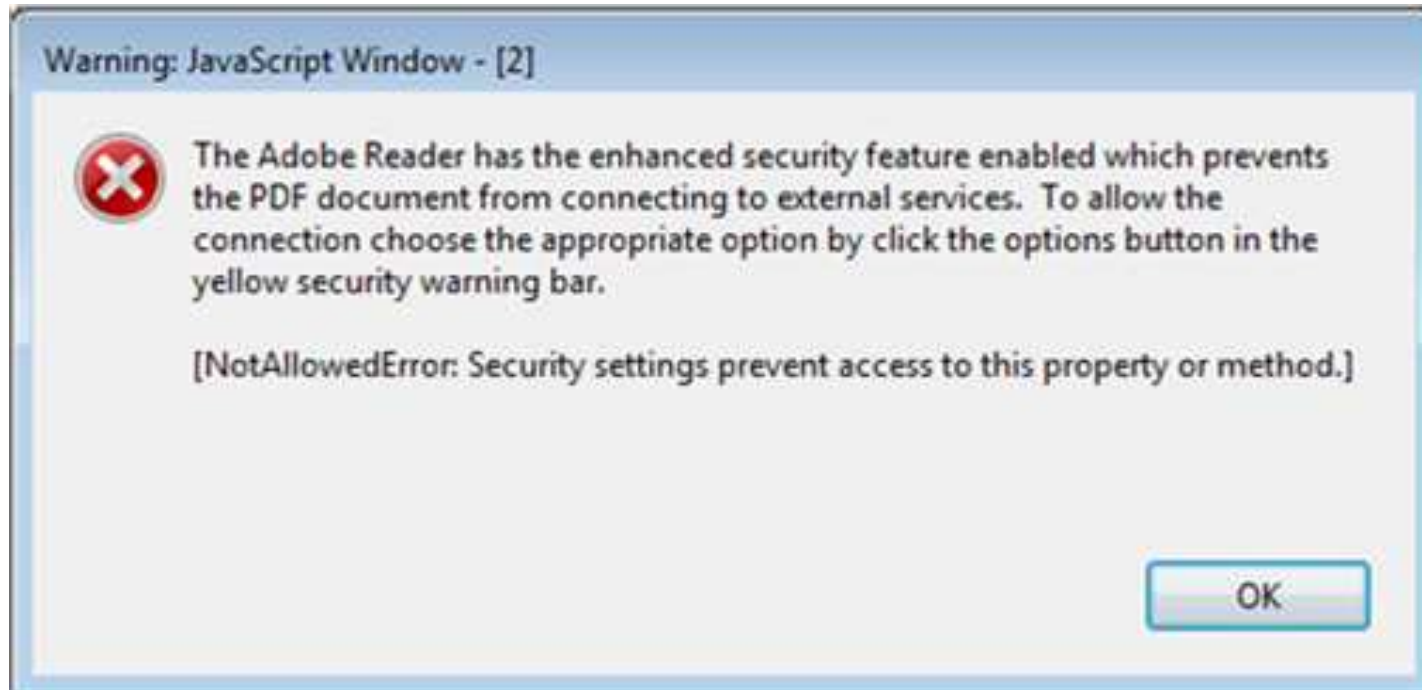 Warning: JavaScript Window - [2]
The Adobe Reader has the enhanced security feature enabled which prevents
the PDF document from connecting to external services.  To allow the
connection choose the appropriate option by click the options button in the
yellow security warning bar.
[NotAllowedError: Security settings prevent access to this property or method.]
OK